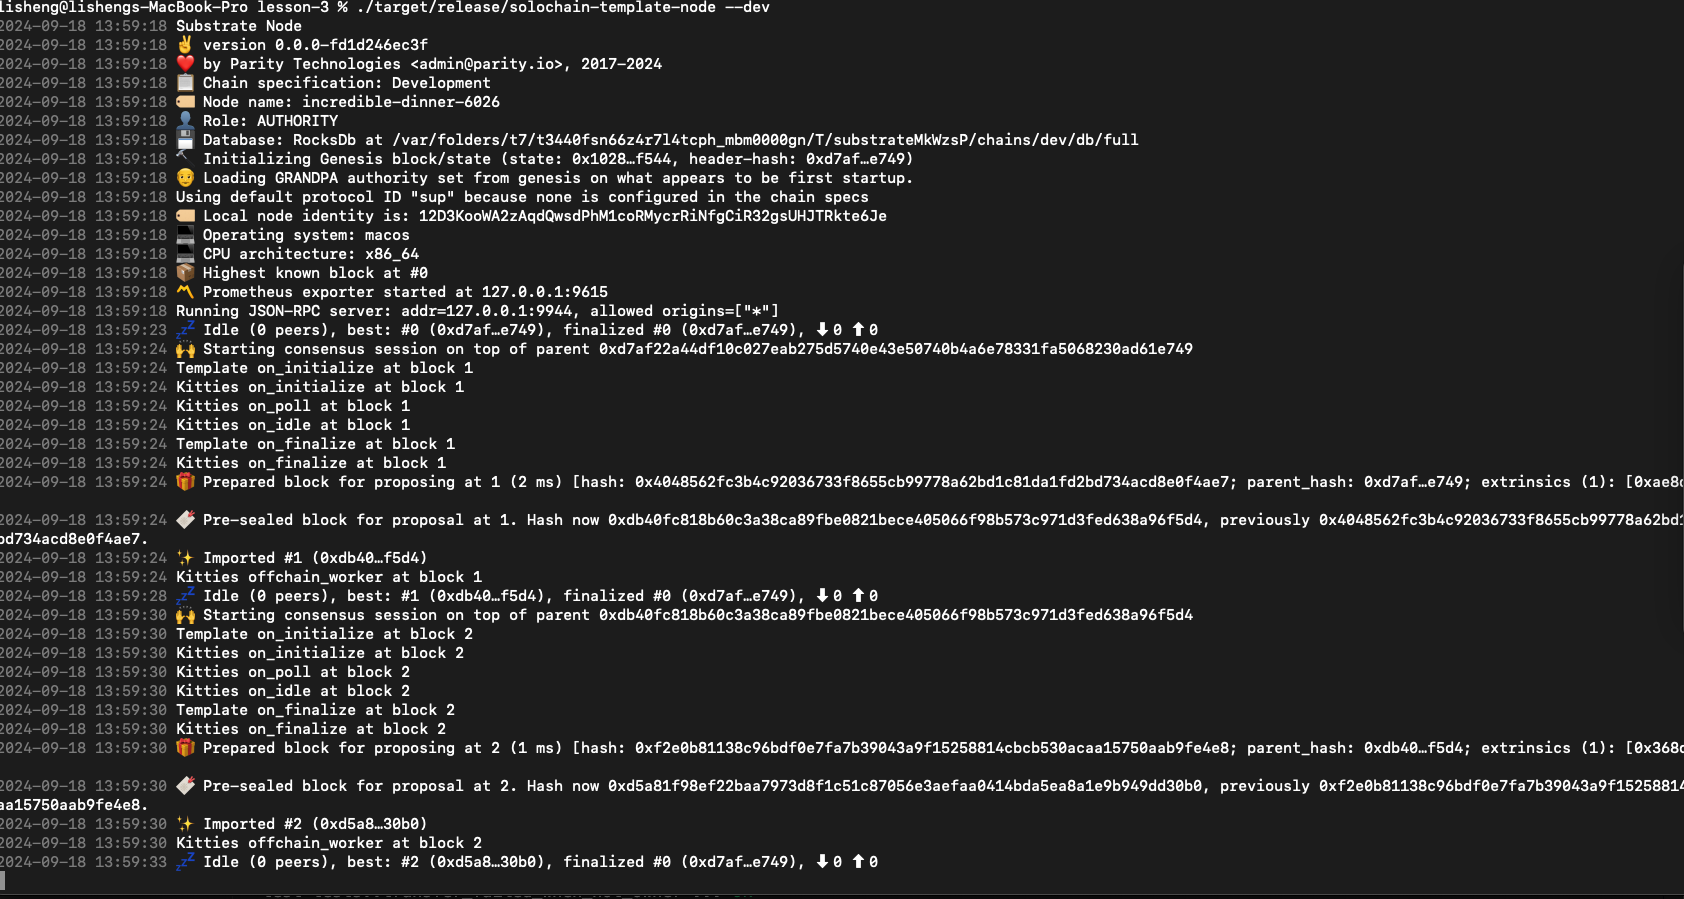 lisheng@lishengs-MacBook-Pro lesson-3 % ./target/release/solochain-template-node --dev
2024-09-18 13:59:18 Substrate Node
2024-09-18 13:59:18 ✌️ version 0.0.0-fd1d246ec3f
2024-09-18 13:59:18 ❤️ by Parity Technologies <admin@parity.io>, 2017-2024
2024-09-18 13:59:18 📋 Chain specification: Development
2024-09-18 13:59:18 🏷 Node name: incredible-dinner-6026
2024-09-18 13:59:18 👤 Role: AUTHORITY
2024-09-18 13:59:18 💾 Database: RocksDb at /var/folders/t7/t3440fsn66z4r7l4tcph_mbm0000gn/T/substrateMkWzsP/chains/dev/db/full
2024-09-18 13:59:18 🔨 Initializing Genesis block/state (state: 0x1028…f544, header-hash: 0xd7af…e749)
2024-09-18 13:59:18 👴 Loading GRANDPA authority set from genesis on what appears to be first startup.
2024-09-18 13:59:18 Using default protocol ID "sup" because none is configured in the chain specs
2024-09-18 13:59:18 🏷 Local node identity is: 12D3KooWA2zAqdQwsdPhM1coRMycrRiNfgCiR32gsUHJTRkte6Je
2024-09-18 13:59:18 💻 Operating system: macos
2024-09-18 13:59:18 💻 CPU architecture: x86_64
2024-09-18 13:59:18 📦 Highest known block at #0
2024-09-18 13:59:18 〽️ Prometheus exporter started at 127.0.0.1:9615
2024-09-18 13:59:18 Running JSON-RPC server: addr=127.0.0.1:9944, allowed origins=["*"]
2024-09-18 13:59:23 💤 Idle (0 peers), best: #0 (0xd7af…e749), finalized #0 (0xd7af…e749), ⬇ 0 ⬆ 0
2024-09-18 13:59:24 🙌 Starting consensus session on top of parent 0xd7af22a44df10c027eab275d5740e43e50740b4a6e78331fa5068230ad61e749
2024-09-18 13:59:24 Template on_initialize at block 1
2024-09-18 13:59:24 Kitties on_initialize at block 1
2024-09-18 13:59:24 Kitties on_poll at block 1
2024-09-18 13:59:24 Kitties on_idle at block 1
2024-09-18 13:59:24 Template on_finalize at block 1
2024-09-18 13:59:24 Kitties on_finalize at block 1
2024-09-18 13:59:24 🎁 Prepared block for proposing at 1 (2 ms) [hash: 0x4048562fc3b4c92036733f8655cb99778a62bd1c81da1fd2bd734acd8e0f4ae7; parent_hash: 0xd7af…e749; extrinsics (1): [0xae8
2024-09-18 13:59:24 🔖 Pre-sealed block for proposal at 1. Hash now 0xdb40fc818b60c3a38ca89fbe0821bece405066f98b573c971d3fed638a96f5d4, previously 0x4048562fc3b4c92036733f8655cb99778a62bd1
bd734acd8e0f4ae7.
2024-09-18 13:59:24 ✨ Imported #1 (0xdb40…f5d4)
2024-09-18 13:59:24 Kitties offchain_worker at block 1
2024-09-18 13:59:28 💤 Idle (0 peers), best: #1 (0xdb40…f5d4), finalized #0 (0xd7af…e749), ⬇ 0 ⬆ 0
2024-09-18 13:59:30 🙌 Starting consensus session on top of parent 0xdb40fc818b60c3a38ca89fbe0821bece405066f98b573c971d3fed638a96f5d4
2024-09-18 13:59:30 Template on_initialize at block 2
2024-09-18 13:59:30 Kitties on_initialize at block 2
2024-09-18 13:59:30 Kitties on_poll at block 2
2024-09-18 13:59:30 Kitties on_idle at block 2
2024-09-18 13:59:30 Template on_finalize at block 2
2024-09-18 13:59:30 Kitties on_finalize at block 2
2024-09-18 13:59:30 🎁 Prepared block for proposing at 2 (1 ms) [hash: 0xf2e0b81138c96bdf0e7fa7b39043a9f15258814cbcb530acaa15750aab9fe4e8; parent_hash: 0xdb40…f5d4; extrinsics (1): [0x368
2024-09-18 13:59:30 🔖 Pre-sealed block for proposal at 2. Hash now 0xd5a81f98ef22baa7973d8f1c51c87056e3aefaa0414bda5ea8a1e9b949dd30b0, previously 0xf2e0b81138c96bdf0e7fa7b39043a9f15258814
aa15750aab9fe4e8.
2024-09-18 13:59:30 ✨ Imported #2 (0xd5a8…30b0)
2024-09-18 13:59:30 Kitties offchain_worker at block 2
2024-09-18 13:59:33 💤 Idle (0 peers), best: #2 (0xd5a8…30b0), finalized #0 (0xd7af…e749), ⬇ 0 ⬆ 0